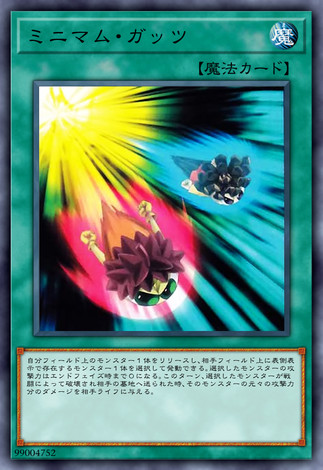 ミニマム・ガッツ
魔
【魔法カード】
自分フィールド上のモンスター１体をリリースし、相手フィールド上に表側表
示で存在するモンスター１体を選択して発動できる。選択したモンスターの攻
撃力はエンドフェイズ時まで０になる。このターン、選択したモンスターが戦
闘によって破壊され相手の墓地へ送られた時、そのモンスターの元々の攻撃力
分のダメージを相手ライフに与える。
99004752